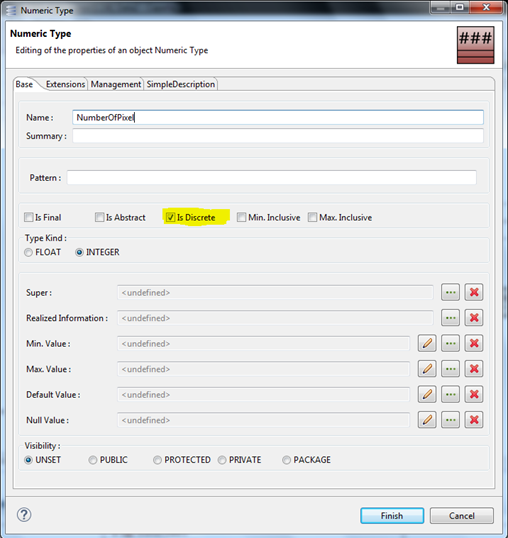 Numeric Type
Numeric Type
Editing of the properties of an object Numeric Type
###
Base Extensions Management SimpleDescription
Name : NumberOfPixel
Summary :
Pattern :
Is Final Is Abstract Is Discrete Min. Inclusive Max. Inclusive
Type Kind :
FLOAT INTEGER
Super : <undefined> ...
Realized Information : <undefined> ...
Min. Value : <undefined> ...
Max. Value : <undefined> ...
Default Value : <undefined> ...
Null Value : <undefined> ...
Visibility :
UNSET PUBLIC PROTECTED PRIVATE PACKAGE
? Finish Cancel